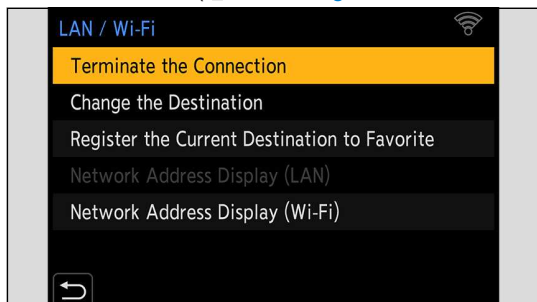 LAN / Wi-Fi
Terminate the Connection
Change the Destination
Register the Current Destination to Favorite
Network Address Display (LAN)
Network Address Display (Wi-Fi)